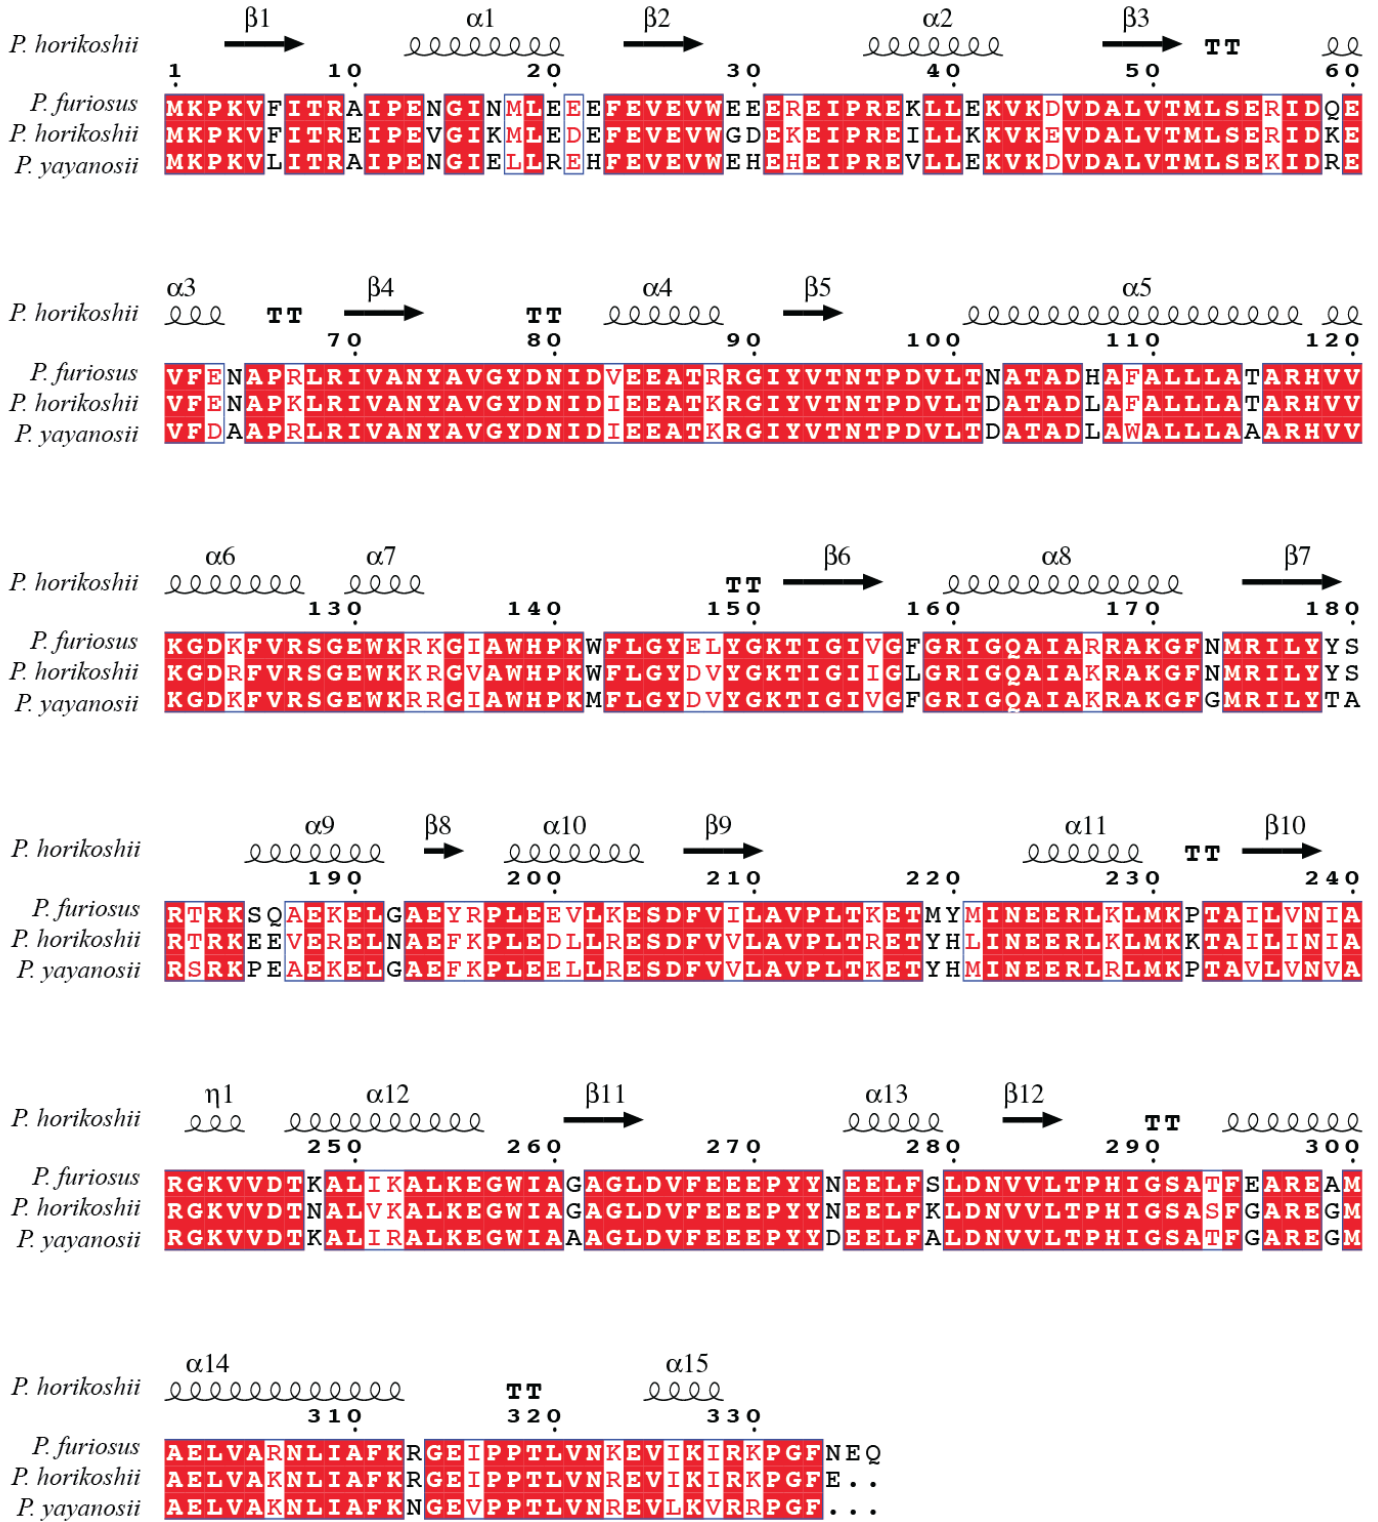 β1 α1 β2 α2 β3
P. horikoshii TT
1 10 20 30 40 50 60
P. furiosus MKPKVFITRAIPENGINMLEEEFEVEVWEEEREIPREKLLEKVKDVDALVTMLSERIDQE
P. horikoshii MKPKVFITREIPEVGIKMLEDEFEVEVWGDEKEIPREILLKKVKEVDALVTMLSERIDKE
P. yayanosii MKPKVLITRAIPENGIELLREHFEVEVWEHEHEIPREVLLEKVKDVDALVTMLSEKIDRE
α3 β4 α4 β5 α5
P. horikoshii TT TT
70 80 90 100 110 120
P. furiosus VFENAPRLRIVANYAVGYDNIDVEEATRRGIYVTNTPDVLTNATADHAFALLLATARHVV
P. horikoshii VFENAPKLRIVANYAVGYDNIDIEEATKRGIYVTNTPDVLTDATADLAFALLLATARHVV
P. yayanosii VFDAAPRLRIVANYAVGYDNIDIEEATKRGIYVTNTPDVLTDATADLAWALLLAAARHVV
α6 α7 β6 α8 β7
P. horikoshii TT
130 140 150 160 170 180
P. furiosus KGDKFVRSGEWKRKGIAWHPKWFLGYELYGKTIGIVGFGRIGQAIARRAKGFNMRILYYS
P. horikoshii KGDRFVRSGEWKKRGVAWHPKWFLGYDVYGKTIGIIGLGRIGQAIAKRAKGFNMRILYYS
P. yayanosii KGDKFVRSGEWKRRGIAWHPKMFLGYDVYGKTIGIVGFGRIGQAIAKRAKGFGMRILYTA
α9 β8 α10 β9 α11 β10
P. horikoshii TT
190 200 210 220 230 240
P. furiosus RTRKSQAEKELGAEYRPLEEVLKESDFVILAVPLTKETMYMINEERLKLMKPTAILVNIA
P. horikoshii RTRKEEVERELNAEFKPLEDLLRESDFVVLAVPLTRETYHLINEERLKLMKKTAILINIA
P. yayanosii RSRKPEAEKELGAEFKPLEELLRESDFVVLAVPLTKETYHMINEERLRLMKPTAVLVNVA
η1 α12 β11 α13 β12
P. horikoshii TT
250 260 270 280 290 300
P. furiosus RGKVVDTKALIKALKEGWIAGAGLDVFEEEPYYNEELFSLDNVVLTPHIGSATFEAREAM
P. horikoshii RGKVVDTNALVKALKEGWIAGAGLDVFEEEPYYNEELFKLDNVVLTPHIGSASFGAREGM
P. yayanosii RGKVVDTKALIRALKEGWIAAAGLDVFEEEPYYDEELFALDNVVLTPHIGSATFGAREGM
α14 α15
P. horikoshii TT
310 320 330
P. furiosus AELVARNLIAFKRGEIPPTLVNKEVIKIRKPGFNEQ
P. horikoshii AELVAKNLIAFKRGEIPPTLVNREVIKIRKPGFE..
P. yayanosii AELVAKNLIAFKNGEVPPTLVNREVLKVRRPGF...